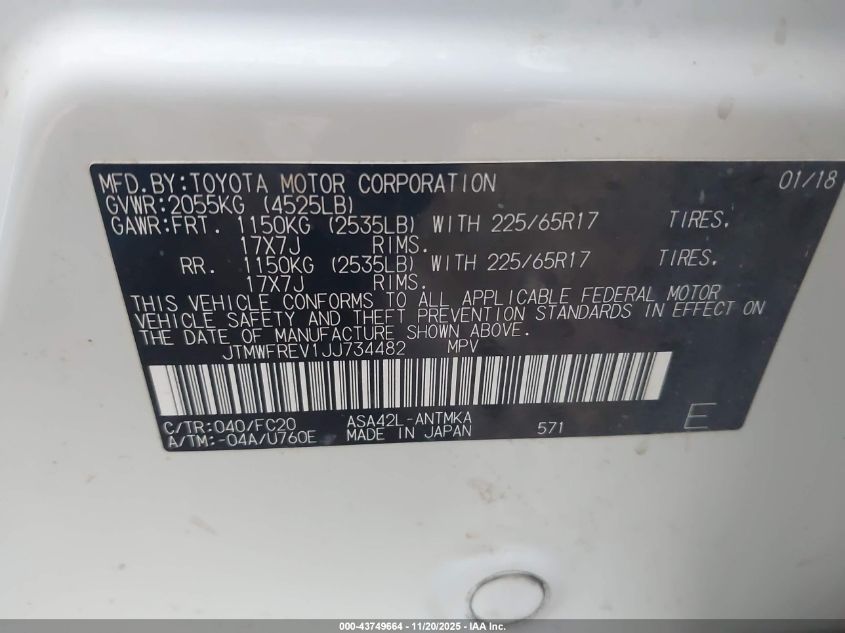 MFD.BY:TOYOTA MOTOR CORPORATION 01/18
GVWR:2055KG (4525LB)
GAWR:FRT. 1150KG (2535LB) WITH 225/65R17 TIRES.
17X7J RIMS.
RR. 1150KG (2535LB) WITH 225/65R17 TIRES.
17X7J RIMS.
THIS VEHICLE CONFORMS TO ALL APPLICABLE FEDERAL MOTOR
VEHICLE SAFETY AND THEFT PREVENTION STANDARDS IN EFFECT ON
THE DATE OF MANUFACTURE SHOWN ABOVE.
JTMWFREV1JJ734482 MPV
C/TR:040/FC20 ASA42L-ANTMKA
A/TM:-04A/U760E MADE IN JAPAN 571 E
000-43749664 - 11/20/2025 - IAA Inc.